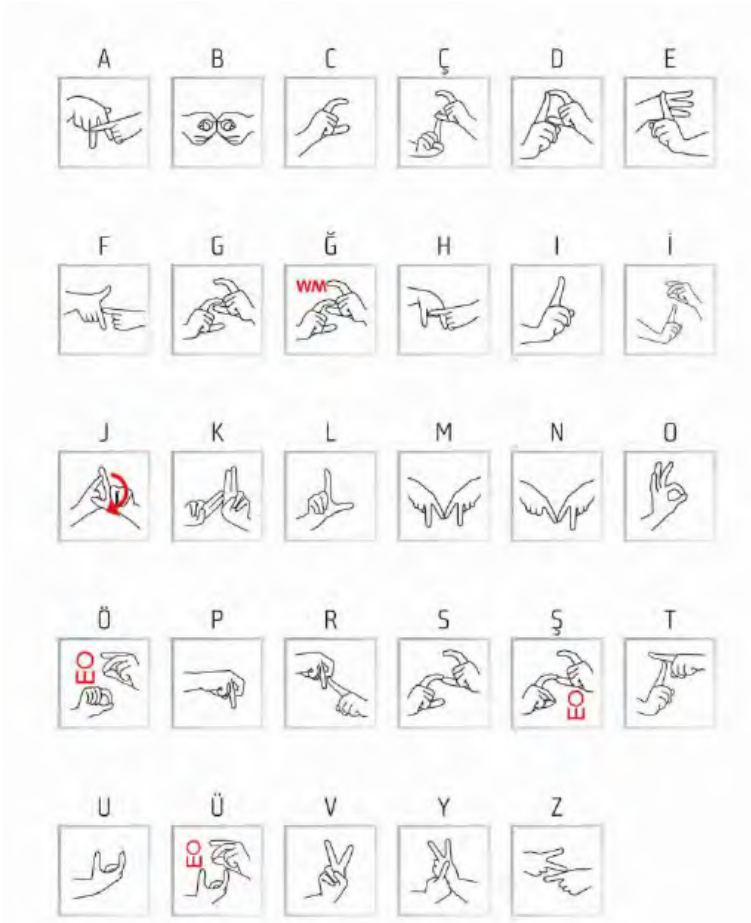 A B C Ç D E
F G Ğ H I İ
WM
J K L M N O
Ö P R S Ş T
EO
EO
U Ü V Y Z
EO